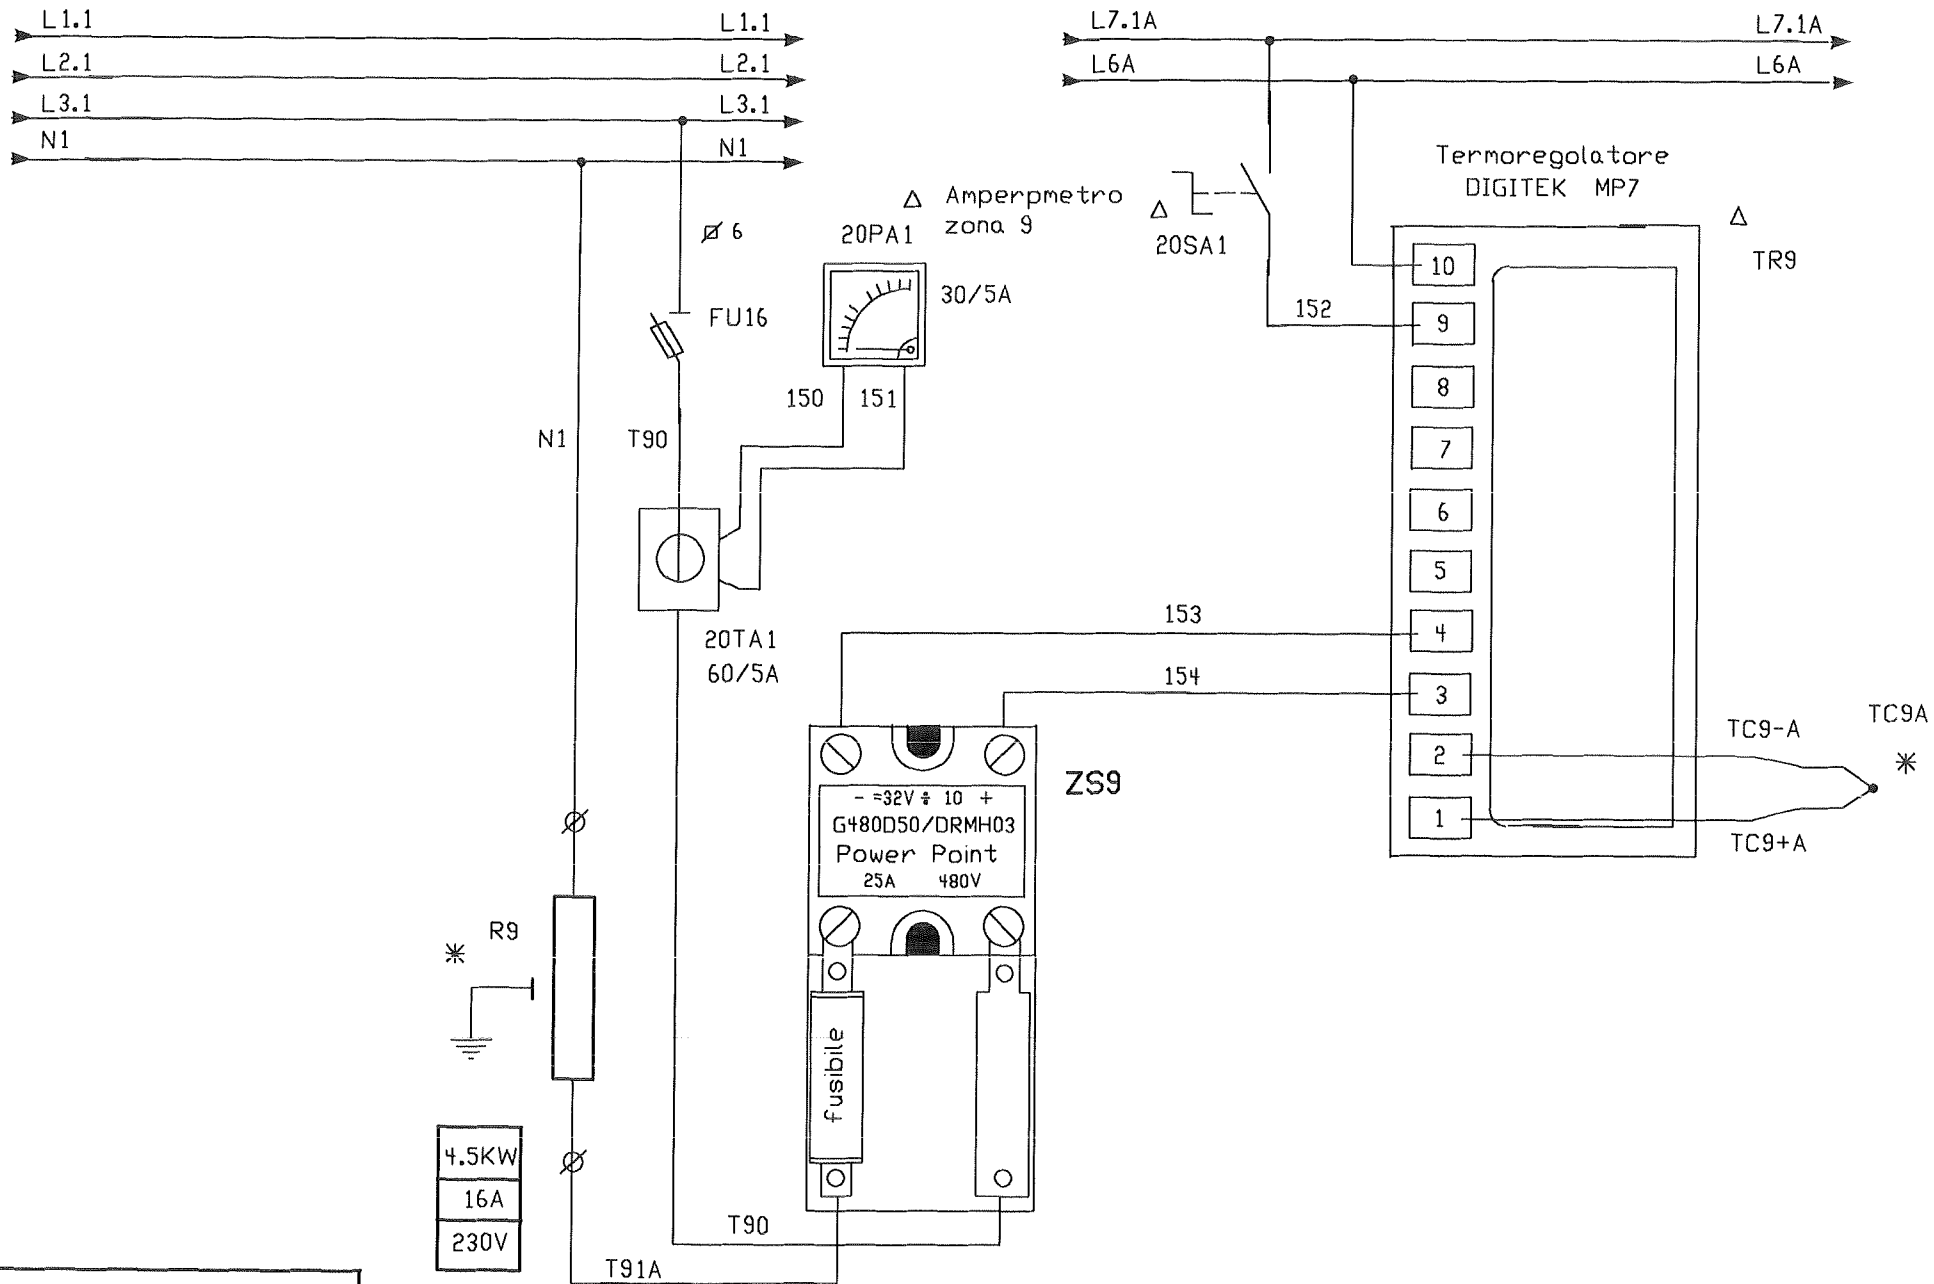 L1.1
L1.1
L2.1
L2.1
L3.1
L3.1
N1
N1
L7.1A
L7.1A
L6A
L6A
Termoregolatore
DIGITEK MP7
TR9
Amperpmetro
zona 9
20PA1
30/5A
6
FU16
20SA1
152
10
9
8
7
6
5
4
3
2
1
150
151
N1
T90
20TA1
60/5A
153
154
TC9-A
TC9A
TC9+A
ZS9
- =32V ÷ 10 +
G480D50/DRMH03
Power Point
25A 480V
R9
fusibile
4.5KW
16A
230V
T90
T91A